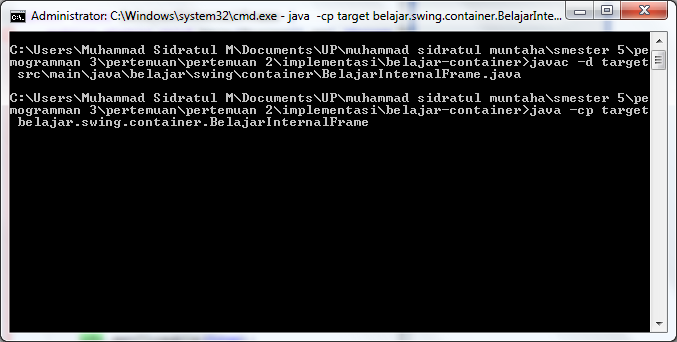 Administrator: C:\Windows\system32\cmd.exe - java -cp target belajar.swing.container.BelajarInte...
C:\Users\Muhammad Sidratul M\Documents\UP\muhammad sidratul muntaha\smester 5\pe
mogramman 3\pertemuan\pertemuan 2\implementasi\belajar-container>javac -d target
src\main\java\belajar\swing\container\BelajarInternalFrame.java
C:\Users\Muhammad Sidratul M\Documents\UP\muhammad sidratul muntaha\smester 5\pe
mogramman 3\pertemuan\pertemuan 2\implementasi\belajar-container>java -cp target
belajar.swing.container.BelajarInternalFrame